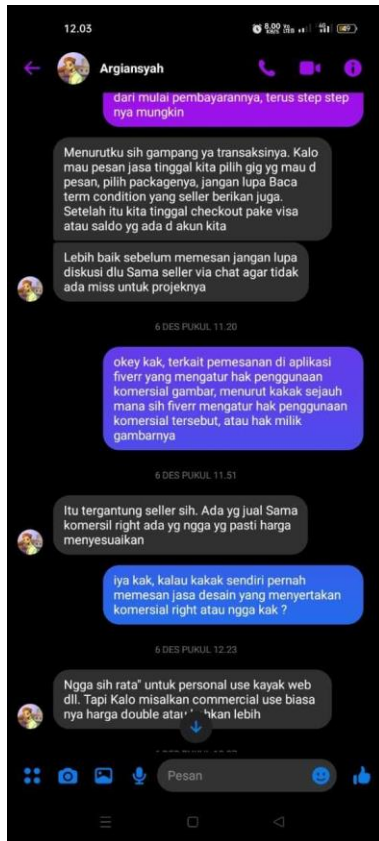 12.03
8.00
KB/S
4G
49
Argiansyah
dari mulai pembayarannya, terus step step
nya mungkin
Menurutku sih gampang ya transaksinya. Kalo
mau pesan jasa tinggal kita pilih gig yg mau d
pesan, pilih packagenya, jangan lupa Baca
term condition yang seller berikan juga.
Setelah itu kita tinggal checkout pake visa
atau saldo yg ada d akun kita
Lebih baik sebelum memesan jangan lupa
diskusi dlu Sama seller via chat agar tidak
ada miss untuk projeknya
6 DES PUKUL 11.20
okey kak, terkait pemesanan di aplikasi
fiverr yang mengatur hak penggunaan
komersial gambar, menurut kakak sejauh
mana sih fiverr mengatur hak penggunaan
komersial tersebut, atau hak milik
gambarnya
6 DES PUKUL 11.51
Itu tergantung seller sih. Ada yg jual Sama
komersil right ada yg ngga yg pasti harga
menyesuaikan
iya kak, kalau kakak sendiri pernah
memesan jasa desain yang menyertakan
komersial right atau ngga kak ?
6 DES PUKUL 12.23
Ngga sih rata" untuk personal use kayak web
dll. Tapi Kalo misalkan commercial use biasa
nya harga double atau lebih
Pesan